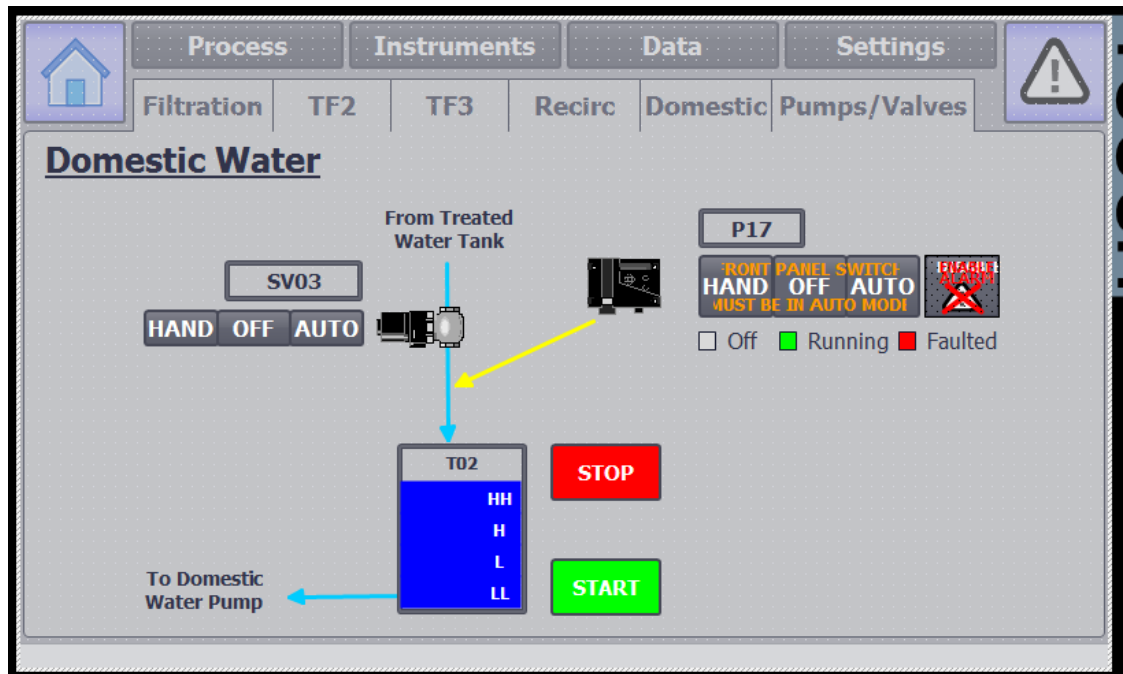 Process Instruments Data Settings
Filtration TF2 TF3 Recirc Domestic Pumps/Valves
Domestic Water
From Treated
Water Tank
P17
SV03
FRONT PANEL SWITCH
HAND OFF AUTO
MUST BE IN AUTO MODE
ENABLE
ALARM
HAND OFF AUTO
Off Running Faulted
T02
HH
STOP
H
L
LL
START
To Domestic
Water Pump